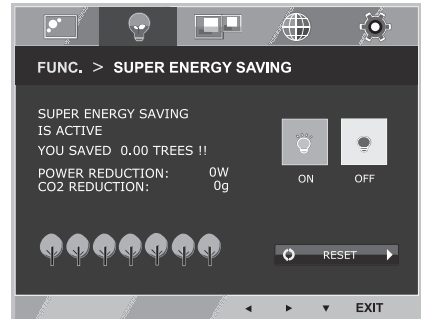 FUNC. > SUPER ENERGY SAVING
SUPER ENERGY SAVING
IS ACTIVE
YOU SAVED 0.00 TREES !!
POWER REDUCTION: 0W
CO2 REDUCTION: 0g
ON OFF
RESET
EXIT